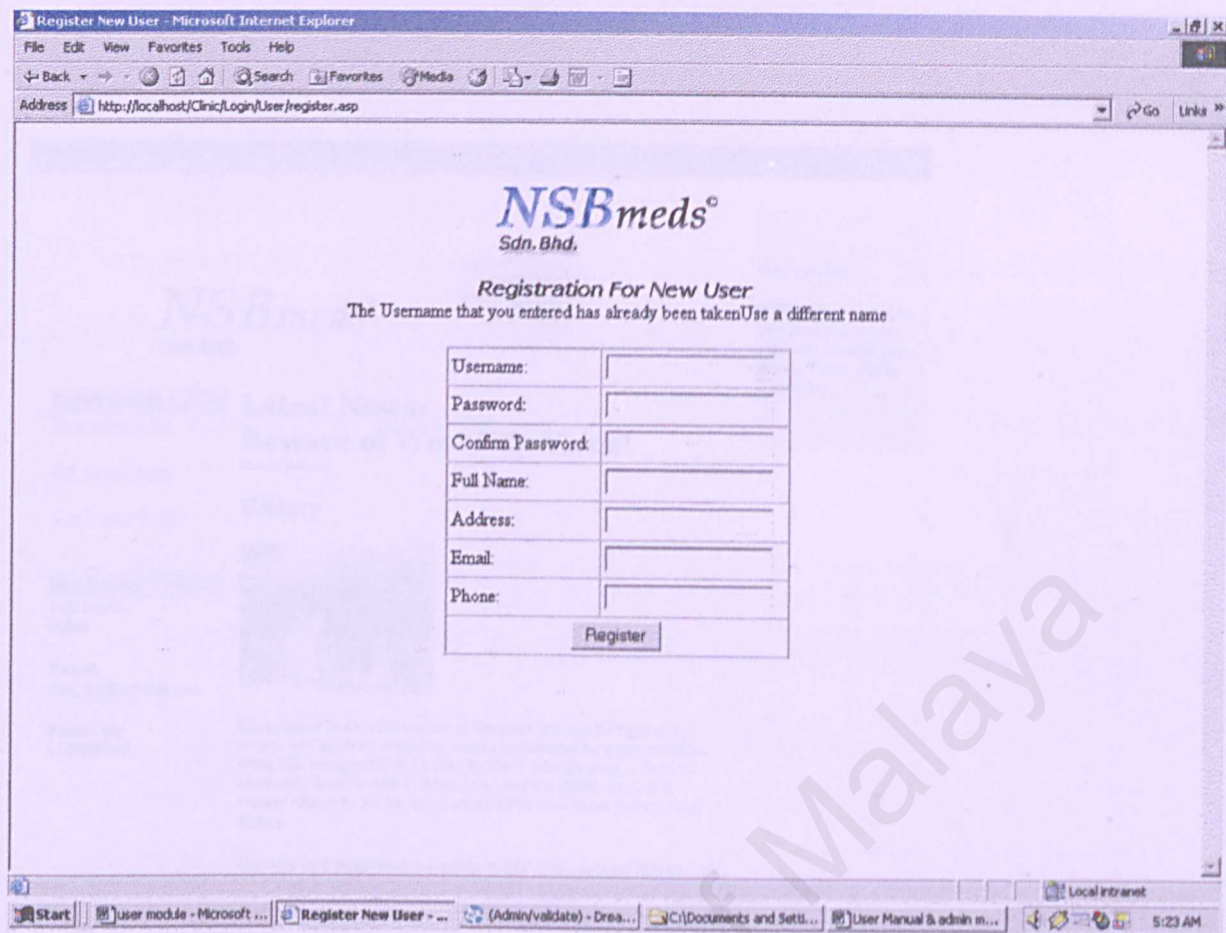 Register New User - Microsoft Internet Explorer
File Edit View Favorites Tools Help
Back Search Favorites Media
Address http://localhost/Clinic/Login/User/register.asp Go Links »
NSBmeds©
Sdn. Bhd.
Registration For New User
The Username that you entered has already been takenUse a different name
Username:
Password:
Confirm Password:
Full Name:
Address:
Email:
Phone:
Register
Malaya
Local intranet
Start user module - Microsoft ... Register New User - ... (Admin/validate) - Drea... C:\Documents and Setti... User Manual & admin m... 5:23 AM